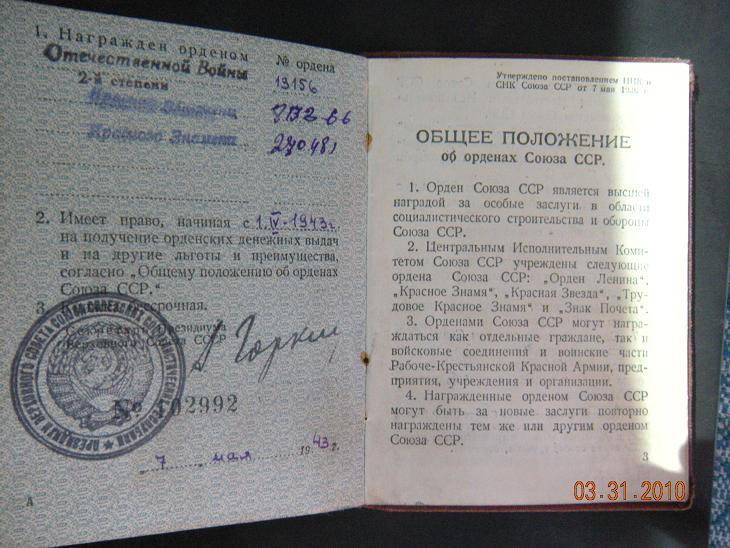 1. Награжден орденом
Отечественной Войны
2-й степени
№ ордена
13156
Красного Знамени
270481
2. Имеет право, начиная с 1.IV-1943 г.
на получение орденских денежных выдач
и на другие льготы и преимущества,
согласно „Общему положению об орденах
Союза ССР.“
3. бессрочная.
Президиума
Верховного Совета СССР
А Горкин
№ 102992
7 мая 1943 г.
А
Утверждено постановлением ЦИК и
СНК Союза ССР от 7 мая 1936 г.
ОБЩЕЕ ПОЛОЖЕНИЕ
об орденах Союза ССР.
1. Орден Союза ССР является высшей
наградой за особые заслуги в области
социалистического строительства и обороны
Союза ССР.
2. Центральным Исполнительным Коми-
тетом Союза ССР учреждены следующие
ордена Союза ССР: „Орден Ленина“,
„Красное Знамя“, „Красная Звезда“, „Тру-
довое Красное Знамя“ и „Знак Почета“.
3. Орденами Союза ССР могут награ-
ждаться как отдельные граждане, так и
войсковые соединения и воинские части
Рабоче-Крестьянской Красной Армии, пред-
приятия, учреждения и организации.
4. Награжденные орденом Союза ССР
могут быть за новые заслуги повторно
награждены тем же или другим орденом
Союза ССР.
3
03.31.2010